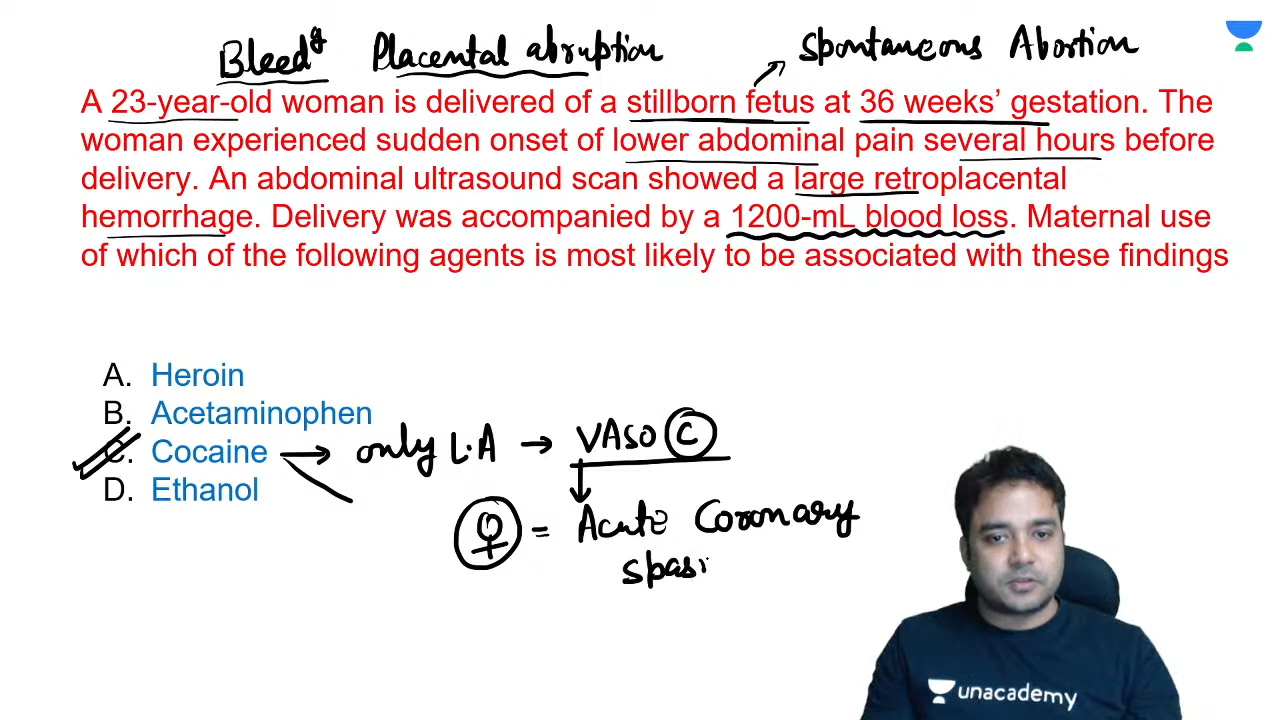 Bleedg Placental abruption Spontaneous Abortion
A 23-year-old woman is delivered of a stillborn fetus at 36 weeks' gestation. The
woman experienced sudden onset of lower abdominal pain several hours before
delivery. An abdominal ultrasound scan showed a large retroplacental
hemorrhage. Delivery was accompanied by a 1200-mL blood loss. Maternal use
of which of the following agents is most likely to be associated with these findings
A. Heroin
B. Acetaminophen
C. Cocaine → only L.A → VASO C
D. Ethanol
♀ = Acute Coronary
spas
unacademy